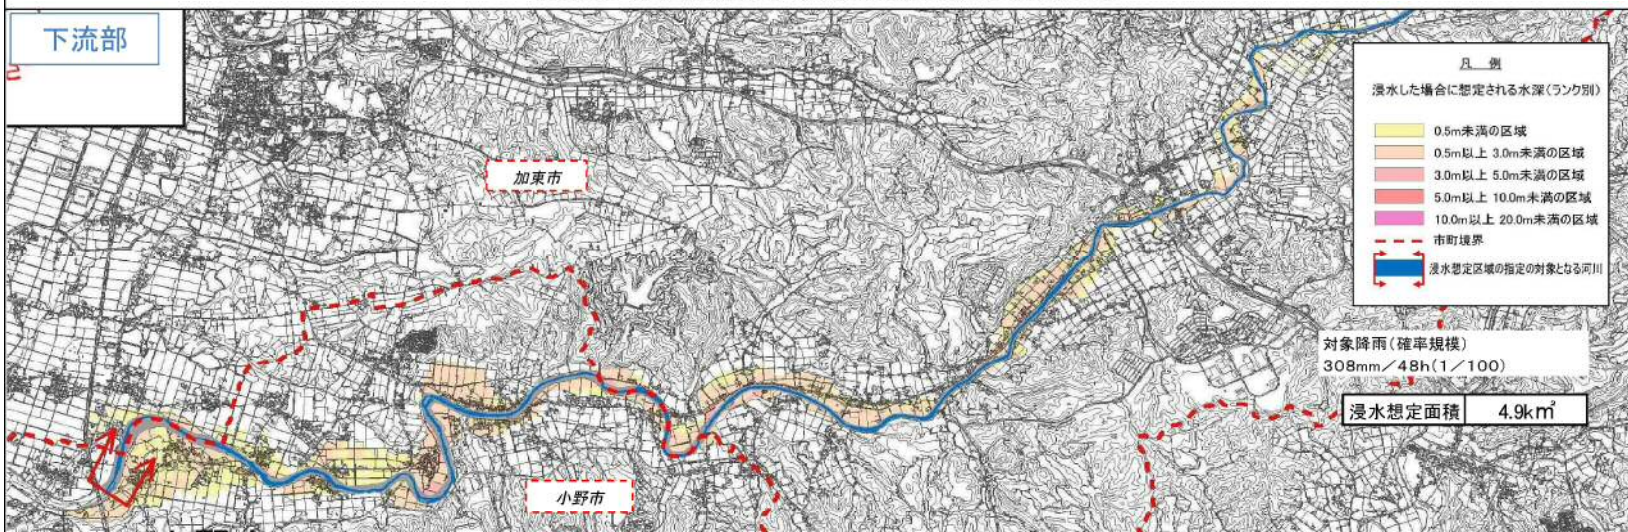 下流部
凡 例
浸水した場合に想定される水深(ランク別)
0.5m未満の区域
0.5m以上 3.0m未満の区域
3.0m以上 5.0m未満の区域
5.0m以上 10.0m未満の区域
10.0m以上 20.0m未満の区域
市町境界
浸水想定区域の指定の対象となる河川
加東市
対象降雨(確率規模)
308mm/48h(1/100)
浸水想定面積 4.9k㎡
小野市